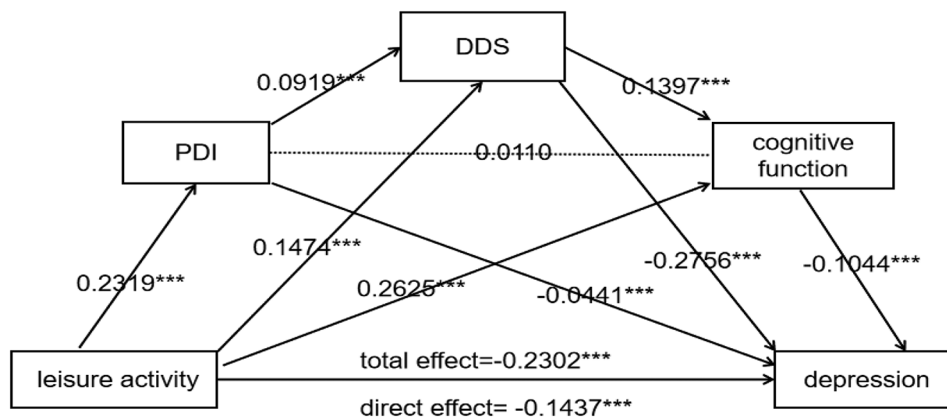 DDS
0.0919***
0.1397***
PDI
0.0110
cognitive
function
0.1474***
-0.2756***
-0.1044***
0.2319***
0.2625***
-0.0441***
total effect=-0.2302***
leisure activity
depression
direct effect= -0.1437***